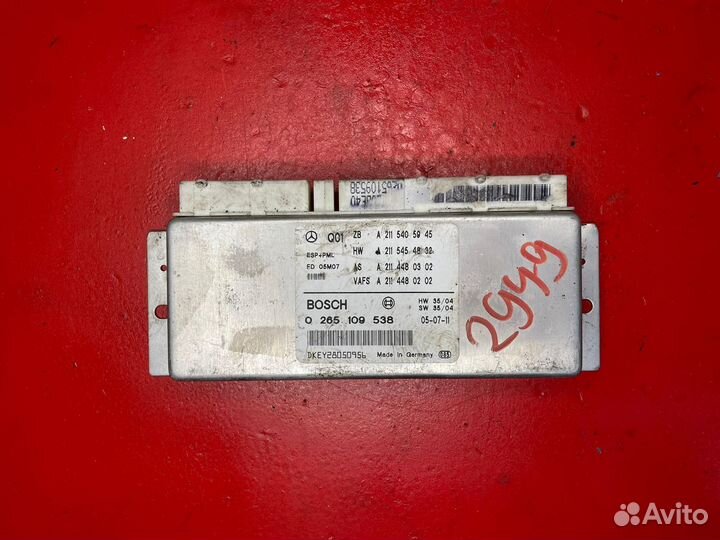 Q01 ZB A 211 540 59 45
ESP+PML HW A 211 545 48 32
FD 05M07 AS A 211 448 03 02
VAFS A 211 448 02 02
BOSCH HW 35/04
SW 35/04
0 265 109 538 05-07-11
DKEY28050956 Made in Germany
2949
Avito